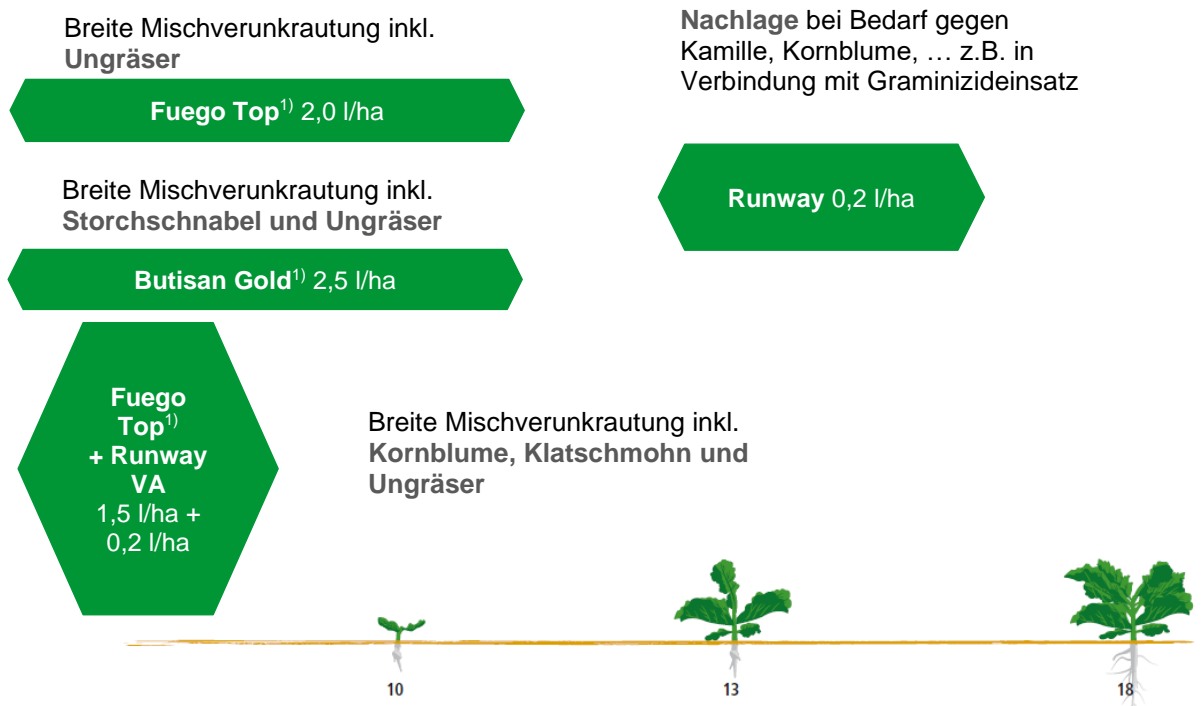 Breite Mischverunkrautung inkl.
Ungräser
Fuego Top1) 2,0 l/ha
Nachlage bei Bedarf gegen
Kamille, Kornblume, … z.B. in
Verbindung mit Graminizideinsatz
Runway 0,2 l/ha
Breite Mischverunkrautung inkl.
Storchschnabel und Ungräser
Butisan Gold1) 2,5 l/ha
Fuego
Top1)
+ Runway
VA
1,5 l/ha +
0,2 l/ha
Breite Mischverunkrautung inkl.
Kornblume, Klatschmohn und
Ungräser
10
13
18